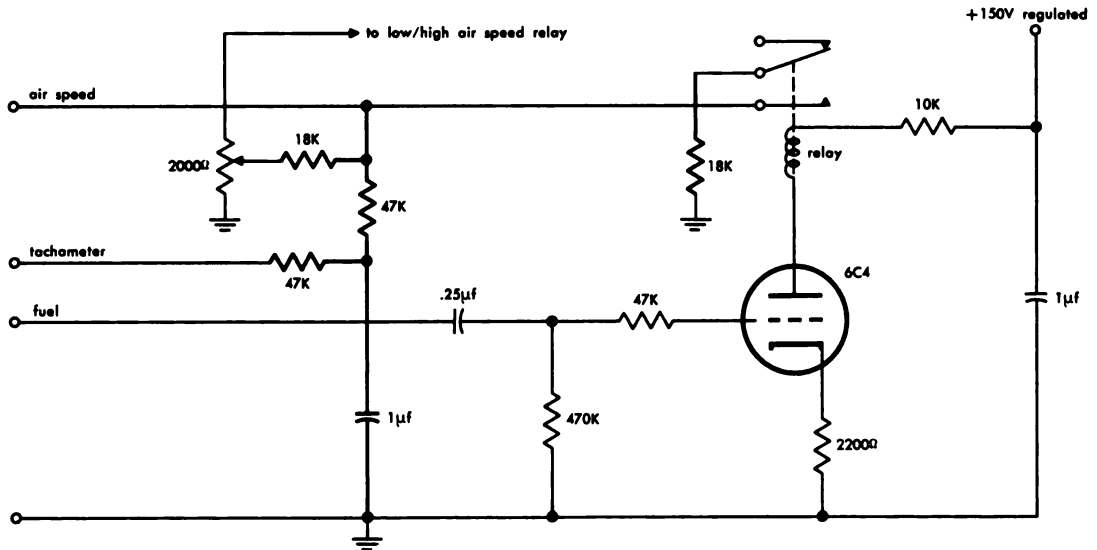 +150V regulated
to low/high air speed relay
air speed
10K
18K
2000Ω
relay
18K
47K
tachameter
47K
6C4
fuel
.25μf
47K
1μf
1μf
470K
2200Ω